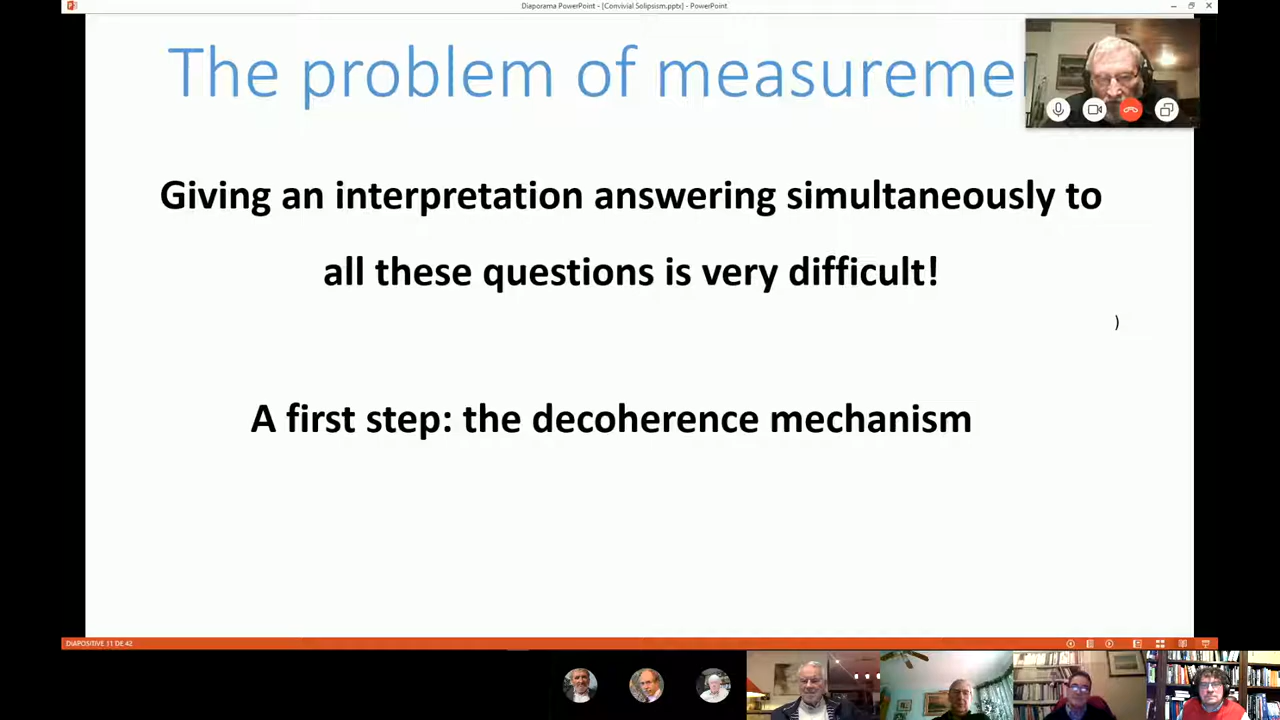 Diaporama PowerPoint - [Convivial Solipsism.pptx] - PowerPoint
The problem of measureme
Giving an interpretation answering simultaneously to
all these questions is very difficult!
)
A first step: the decoherence mechanism
DIAPOSITIVE 11 DE 42